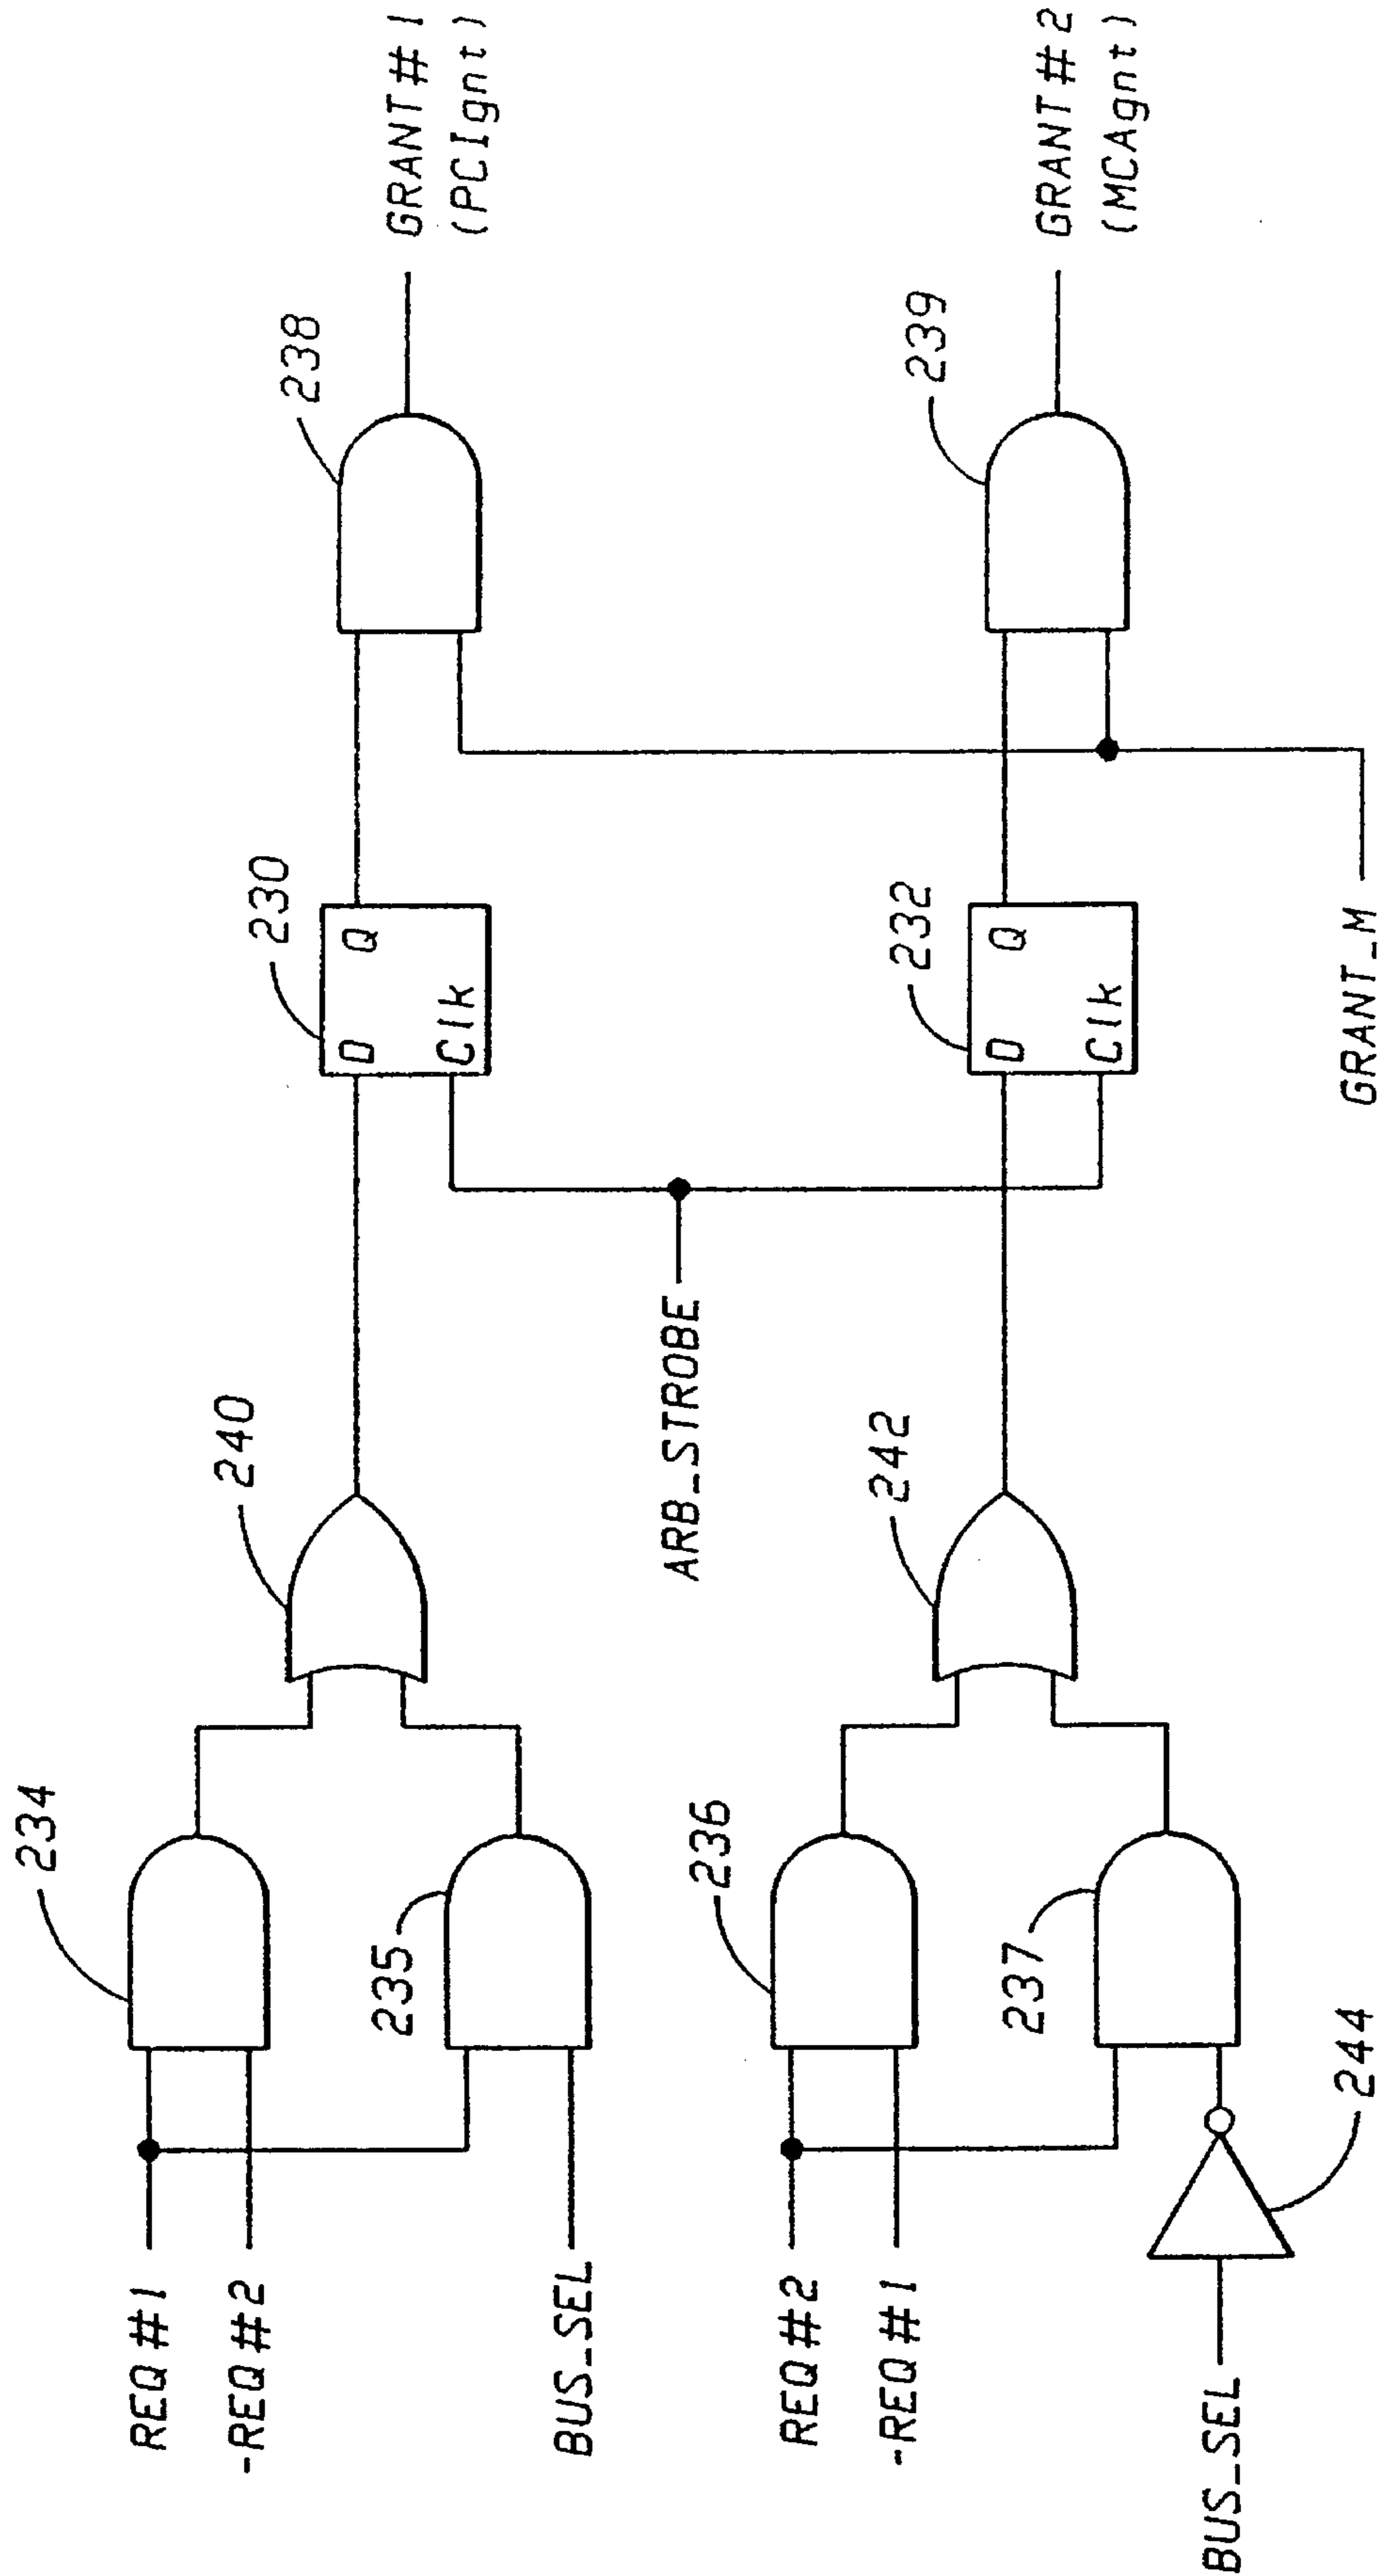 234
REQ #1
-REQ #2
235
BUS_SEL
240
230
D
Q
Clk
238
GRANT #1
(PCIgnt)
ARB_STROBE
236
REQ #2
-REQ #1
237
BUS_SEL
244
242
232
D
Q
Clk
239
GRANT #2
(MCAgnt)
GRANT_M